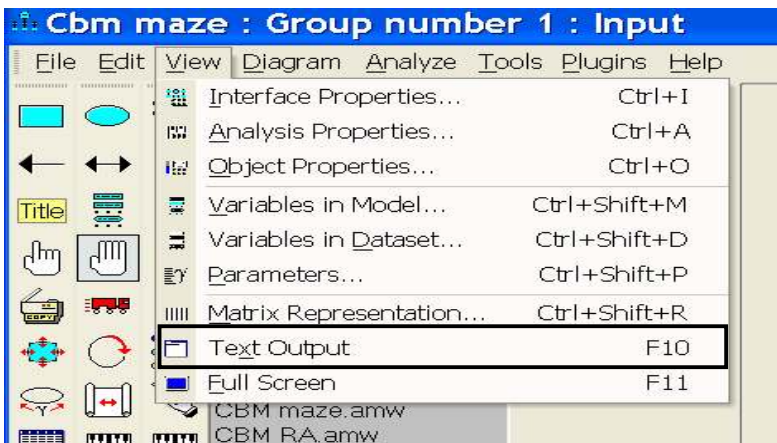 Cbm maze : Group number 1 : Input
File Edit View Diagram Analyze Tools Plugins Help
Interface Properties... Ctrl+I
Analysis Properties... Ctrl+A
Object Properties... Ctrl+O
Title
Variables in Model... Ctrl+Shift+M
Variables in Dataset... Ctrl+Shift+D
Parameters... Ctrl+Shift+P
COPY
Matrix Representation... Ctrl+Shift+R
Text Output F10
Full Screen F11
CBM maze.amw
CBM RA.amw